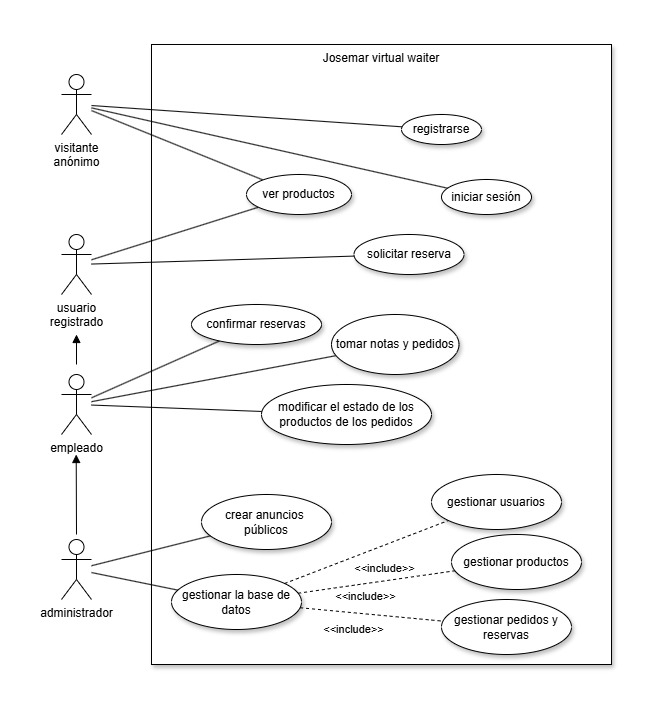 Josemar virtual waiter
visitante
anónimo
registrarse
ver productos
iniciar sesión
usuario
registrado
solicitar reserva
confirmar reservas
tomar notas y pedidos
empleado
modificar el estado de los
productos de los pedidos
gestionar usuarios
crear anuncios
públicos
administrador
gestionar la base de
datos
<<include>>
gestionar productos
<<include>>
<<include>>
gestionar pedidos y
reservas